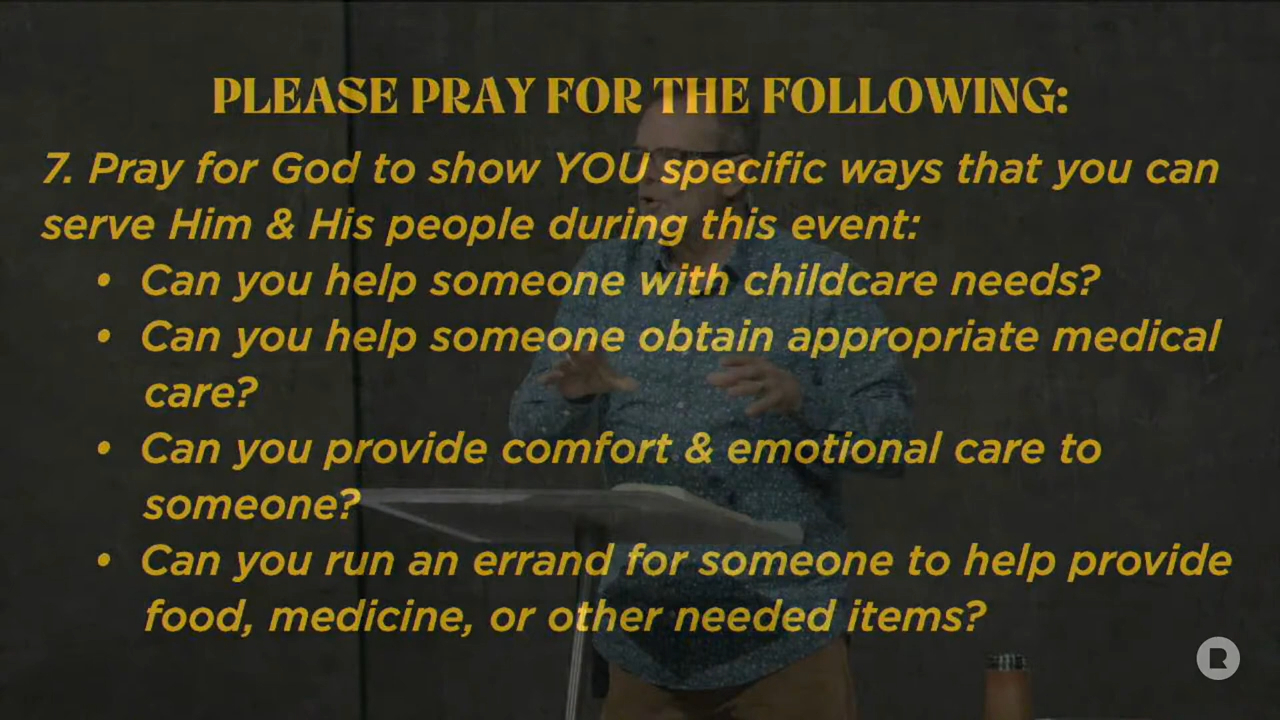 PLEASE PRAY FOR THE FOLLOWING:
7. Pray for God to show YOU specific ways that you can
serve Him & His people during this event:
• Can you help someone with childcare needs?
• Can you help someone obtain appropriate medical
care?
• Can you provide comfort & emotional care to
someone?
• Can you run an errand for someone to help provide
food, medicine, or other needed items?
R